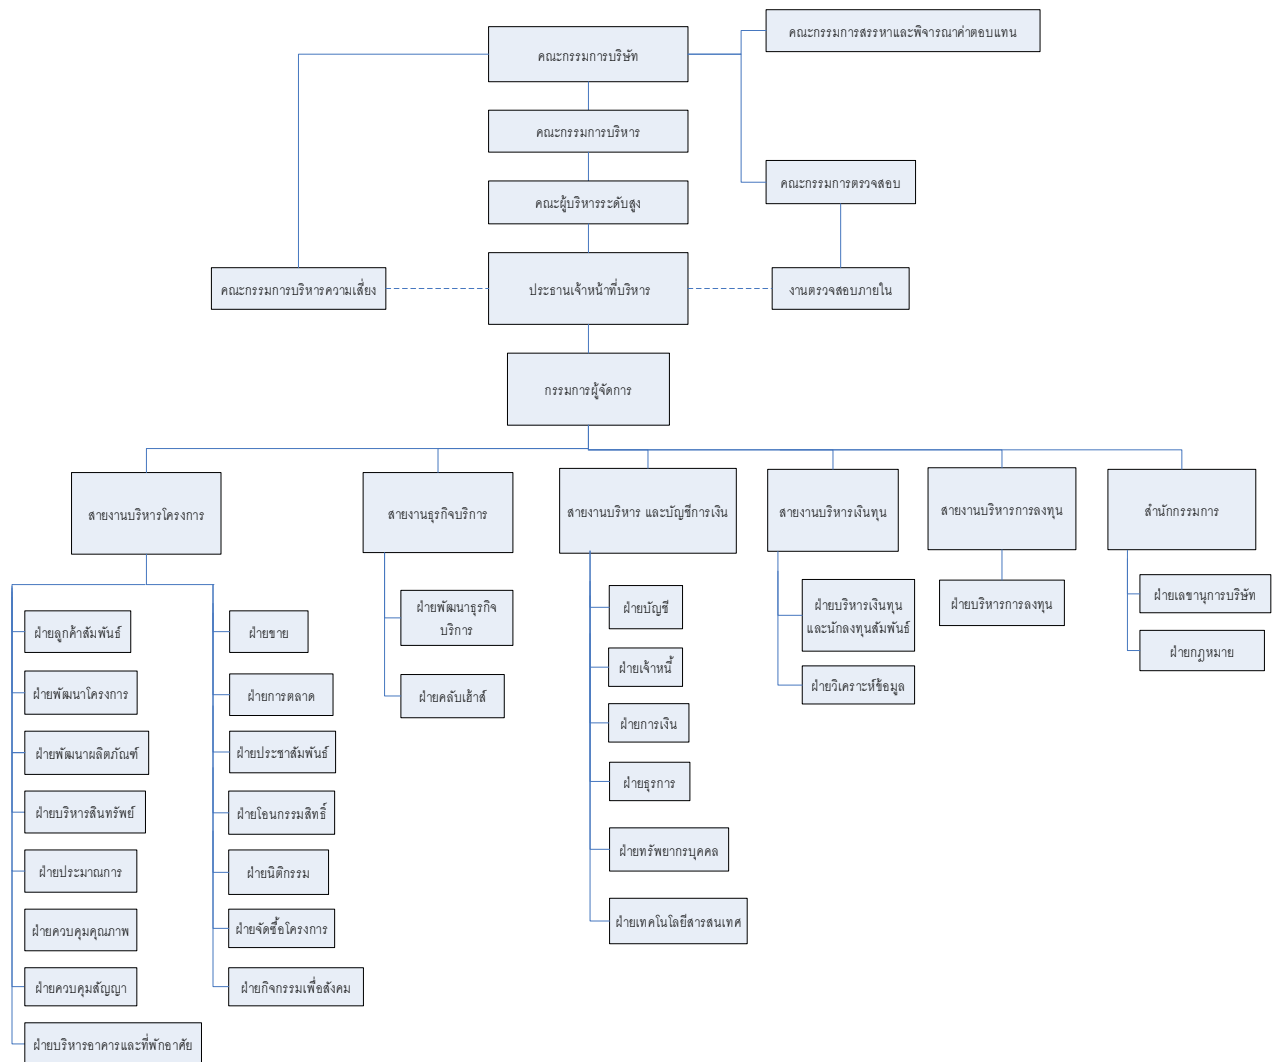 คณะกรรมการสรรหาและพิจารณาค่าตอบแทน
คณะกรรมการบริษัท
คณะกรรมการบริหาร
คณะกรรมการตรวจสอบ
คณะผู้บริหารระดับสูง
คณะกรรมการบริหารความเสี่ยง
ประธานเจ้าหน้าที่บริหาร
งานตรวจสอบภายใน
กรรมการผู้จัดการ
สายงานบริหารโครงการ
สายงานธุรกิจบริการ
สายงานบริหาร และบัญชีการเงิน
สายงานบริหารเงินทุน
สายงานบริหารการลงทุน
สำนักกรรมการ
ฝ่ายลูกค้าสัมพันธ์
ฝ่ายพัฒนาโครงการ
ฝ่ายพัฒนาผลิตภัณฑ์
ฝ่ายบริหารสินทรัพย์
ฝ่ายประมาณการ
ฝ่ายควบคุมคุณภาพ
ฝ่ายควบคุมสัญญา
ฝ่ายบริหารอาคารและที่พักอาศัย
ฝ่ายขาย
ฝ่ายการตลาด
ฝ่ายประชาสัมพันธ์
ฝ่ายโอนกรรมสิทธิ์
ฝ่ายนิติกรรม
ฝ่ายจัดซื้อโครงการ
ฝ่ายกิจกรรมเพื่อสังคม
ฝ่ายพัฒนาธุรกิจ
บริการ
ฝ่ายคลับเฮ้าส์
ฝ่ายบัญชี
ฝ่ายเจ้าหนี้
ฝ่ายการเงิน
ฝ่ายธุรการ
ฝ่ายทรัพยากรบุคคล
ฝ่ายเทคโนโลยีสารสนเทศ
ฝ่ายบริหารเงินทุน
และนักลงทุนสัมพันธ์
ฝ่ายวิเคราะห์ข้อมูล
ฝ่ายบริหารการลงทุน
ฝ่ายเลขานุการบริษัท
ฝ่ายกฎหมาย